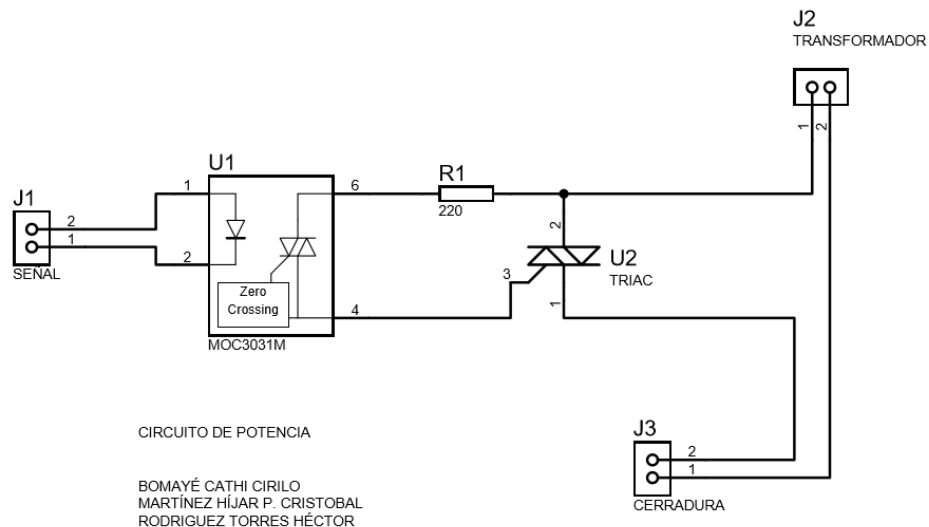 J2
TRANSFORMADOR
1
2
U1
1
6
R1
220
J1
2
1
SEÑAL
2
2
U2
TRIAC
3
Zero
Crossing
4
1
MOC3031M
CIRCUITO DE POTENCIA
J3
2
1
CERRADURA
BOMAYÉ CATHI CIRILO
MARTÍNEZ HÍJAR P. CRISTOBAL
RODRIGUEZ TORRES HÉCTOR